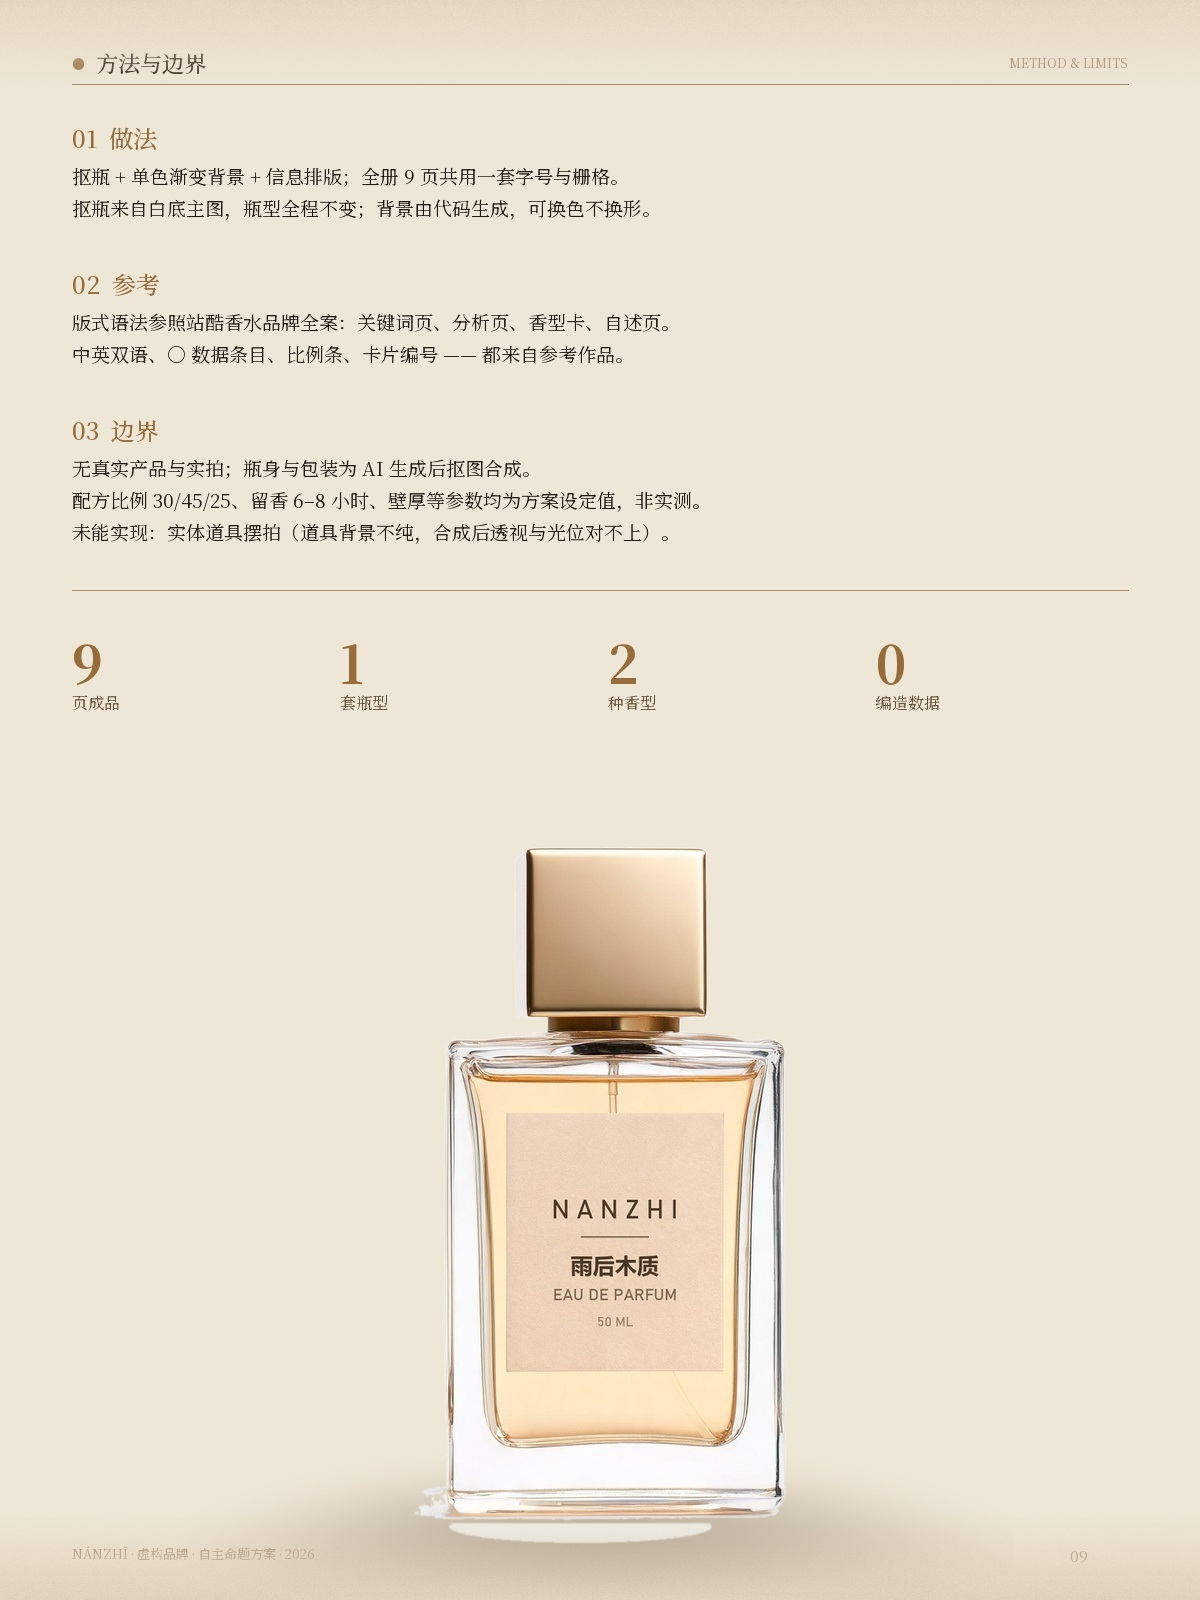 方法与边界
METHOD & LIMITS
01 做法
抠瓶 + 单色渐变背景 + 信息排版；全册 9 页共用一套字号与栅格。
抠瓶来自白底主图，瓶型全程不变；背景由代码生成，可换色不换形。
02 参考
版式语法参照站酷香水品牌全案：关键词页、分析页、香型卡、自述页。
中英双语、〇 数据条目、比例条、卡片编号 —— 都来自参考作品。
03 边界
无真实产品与实拍；瓶身与包装为 AI 生成后抠图合成。
配方比例 30/45/25、留香 6–8 小时、壁厚等参数均为方案设定值，非实测。
未能实现：实体道具摆拍（道具背景不纯，合成后透视与光位对不上）。
9
页成品
1
套瓶型
2
种香型
0
编造数据
NANZHI
雨后木质
EAU DE PARFUM
50 ML
NÁNZHĪ · 虚构品牌 · 自主命题方案 · 2026
09